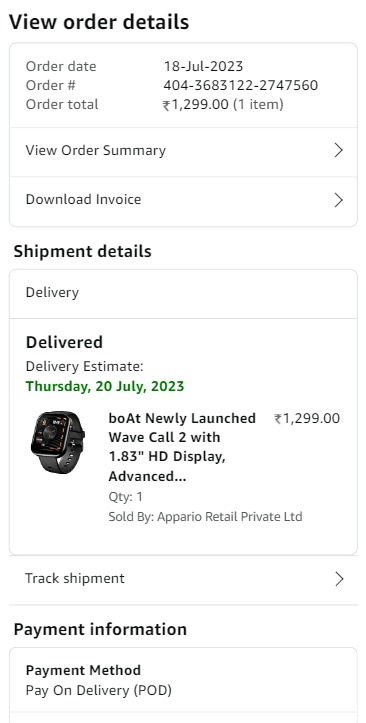 View order details
Order date 18-Jul-2023
Order # 404-3683122-2747560
Order total ₹1,299.00 (1 item)
View Order Summary
Download Invoice
Shipment details
Delivery
Delivered
Delivery Estimate:
Thursday, 20 July, 2023
boAt Newly Launched ₹1,299.00
Wave Call 2 with
1.83" HD Display,
Advanced...
Qty: 1
Sold By: Appario Retail Private Ltd
Track shipment
Payment information
Payment Method
Pay On Delivery (POD)